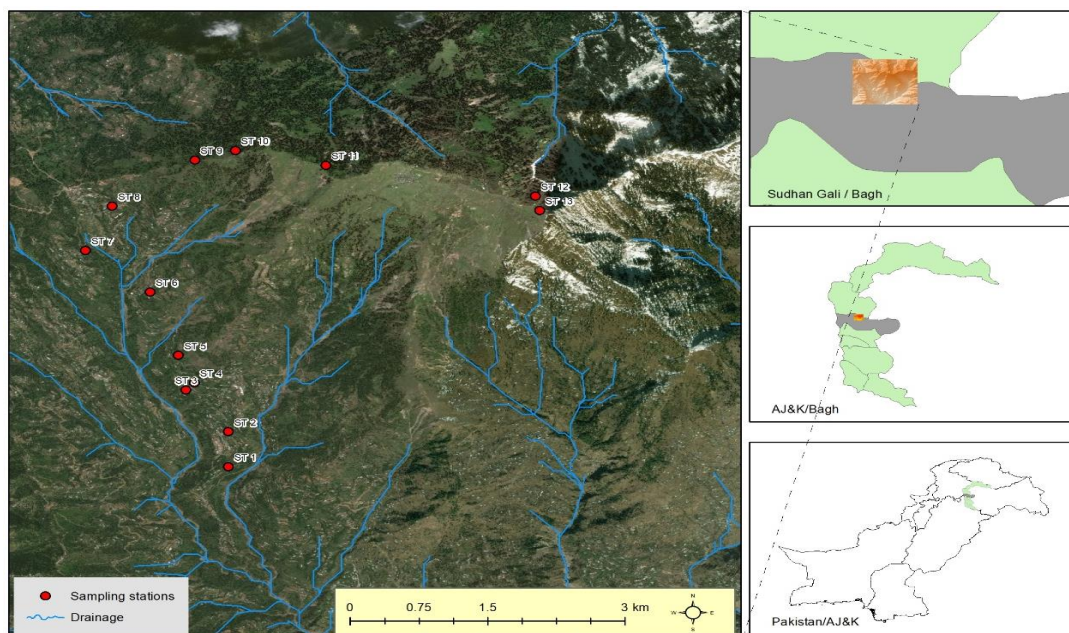 ST 10
ST 9
ST 11
ST 12
ST 8
ST 13
ST 7
ST 6
ST 5
ST 4
ST 3
ST 2
ST 1
Sampling stations
Drainage
0 0.75 1.5 3 km
N
W E
S
Sudhan Gali / Bagh
AJ&K/Bagh
Pakistan/AJ&K